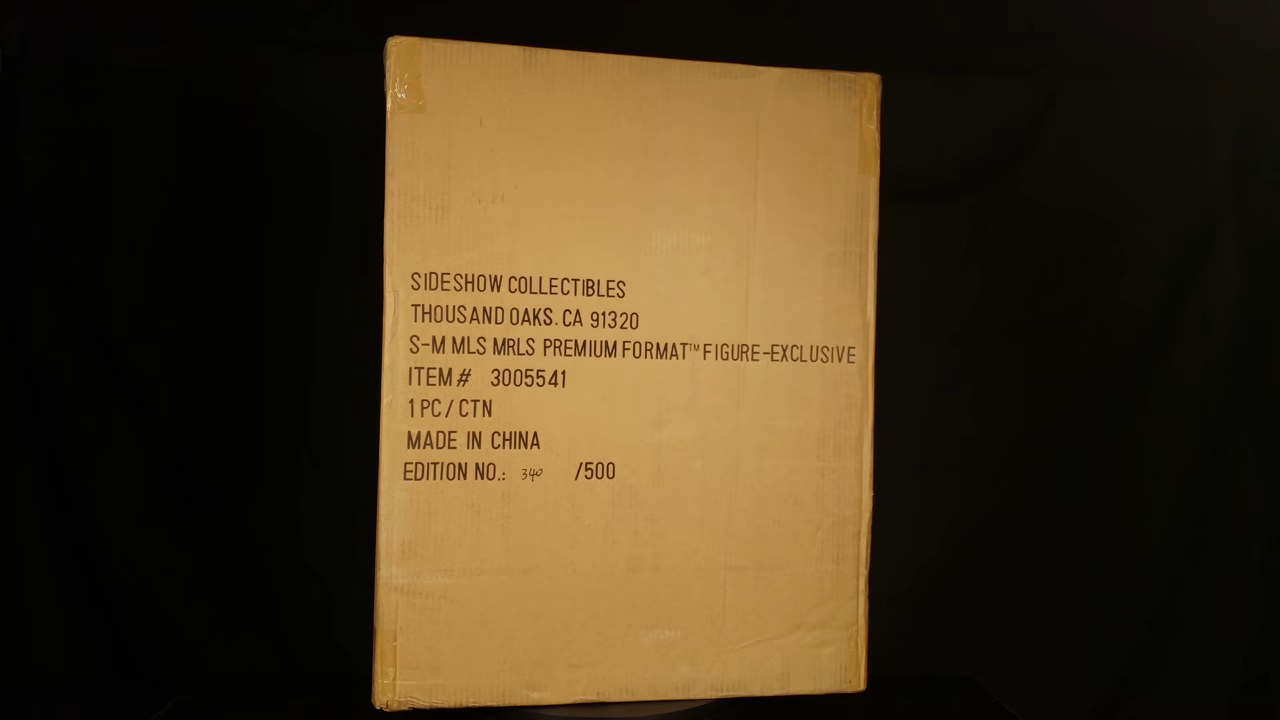 SIDESHOW COLLECTIBLES
THOUSAND OAKS. CA 91320
S-M MLS MRLS PREMIUM FORMAT™ FIGURE-EXCLUSIVE
ITEM# 3005541
1 PC/CTN
MADE IN CHINA
EDITION NO.: 340 /500